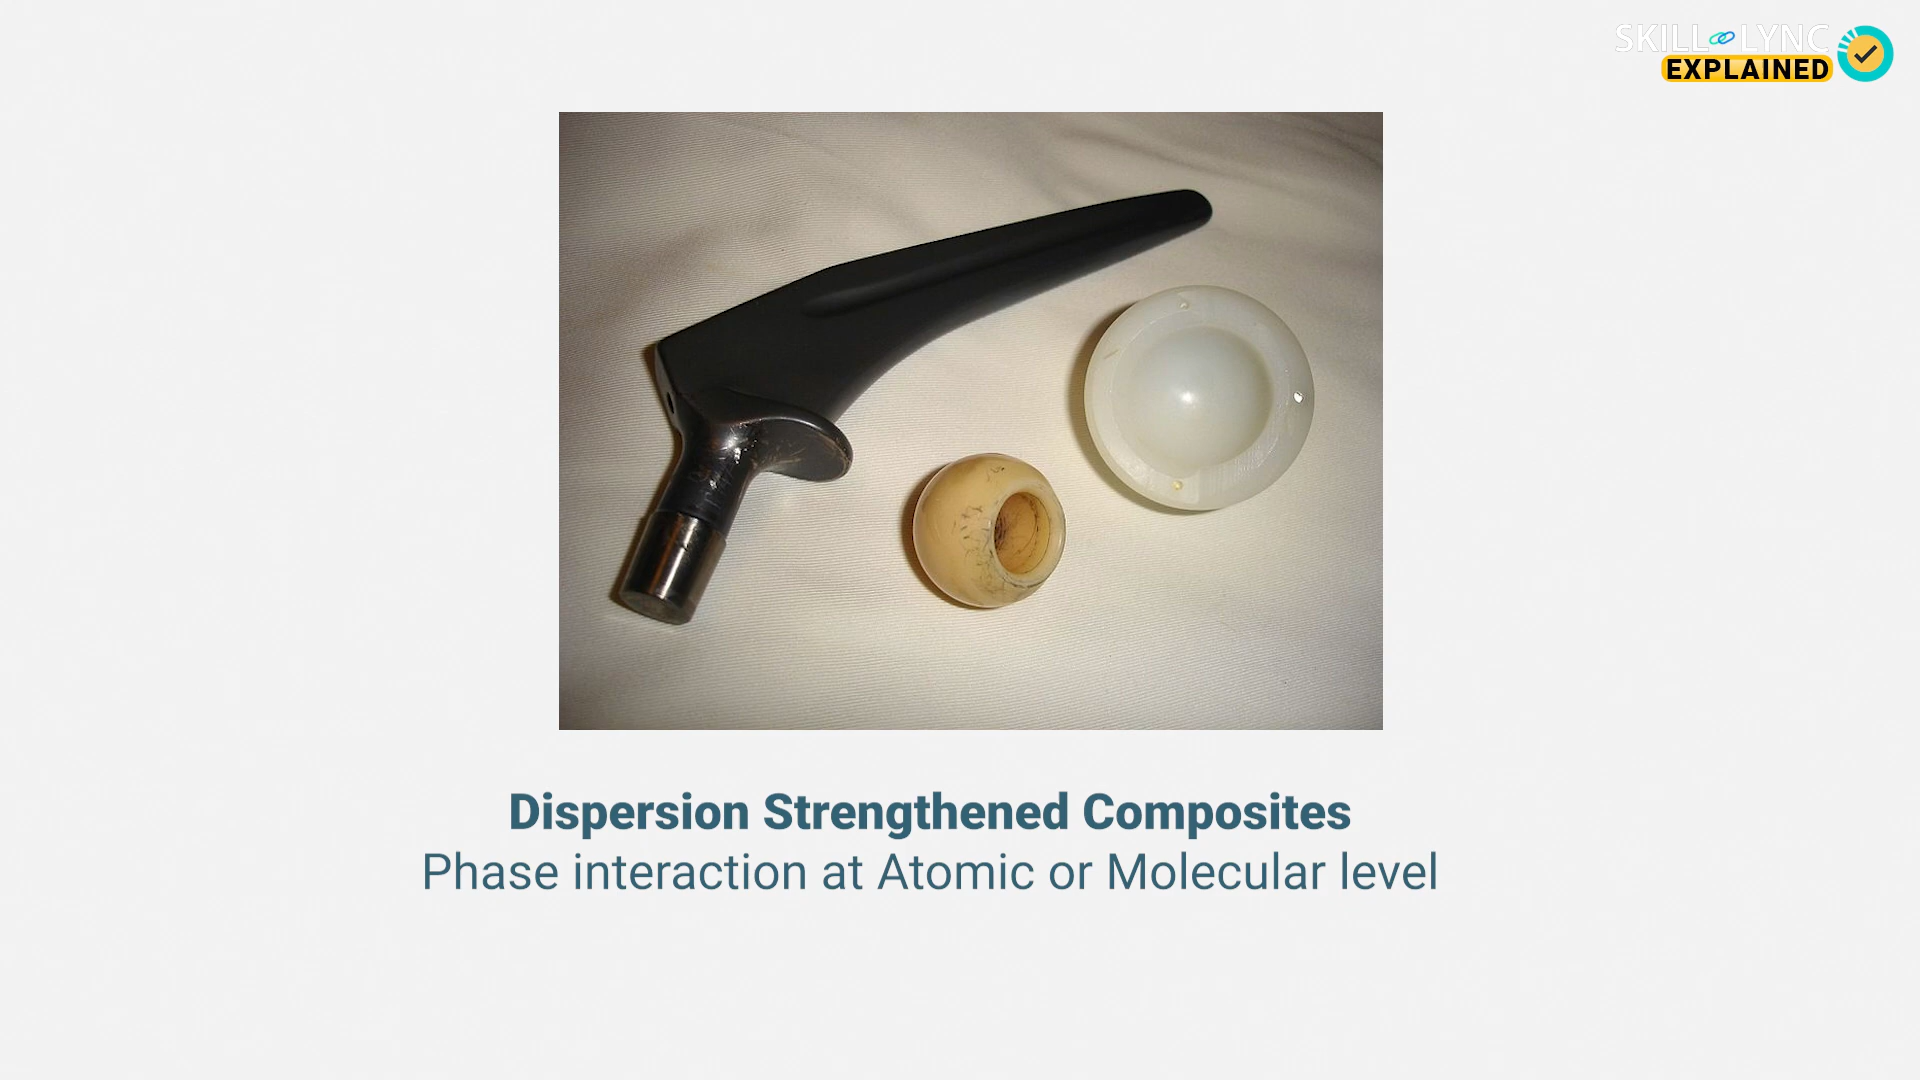 SKILL LYNC
EXPLAINED
Dispersion Strengthened Composites
Phase interaction at Atomic or Molecular level